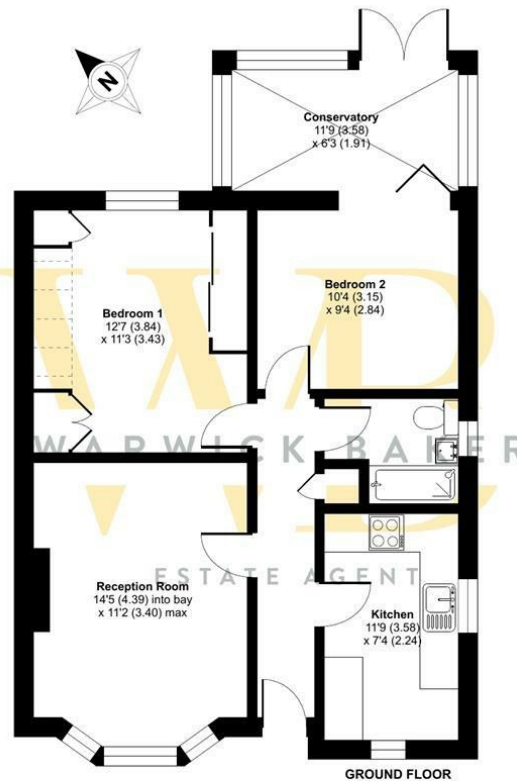 N
Conservatory
11'9 (3.58)
x 6'3 (1.91)
Bedroom 1
12'7 (3.84)
x 11'3 (3.43)
Bedroom 2
10'4 (3.15)
x 9'4 (2.84)
WB
WARWICK BAKER
ESTATE AGENT
Reception Room
14'5 (4.39) into bay
x 11'2 (3.40) max
Kitchen
11'9 (3.58)
x 7'4 (2.24)
GROUND FLOOR